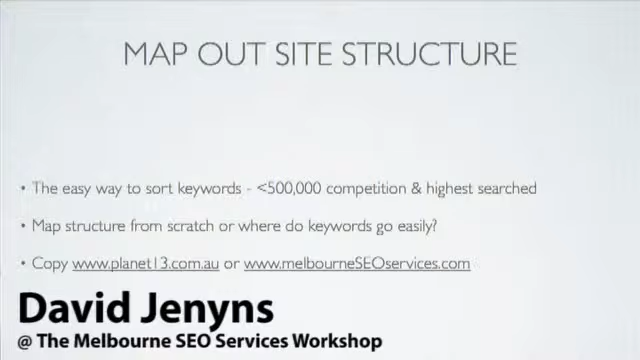 MAP OUT SITE STRUCTURE
• The easy way to sort keywords - <500,000 competition & highest searched
• Map structure from scratch or where do keywords go easily?
• Copy www.planet13.com.au or www.melbourneSEOservices.com
David Jenyns
@ The Melbourne SEO Services Workshop